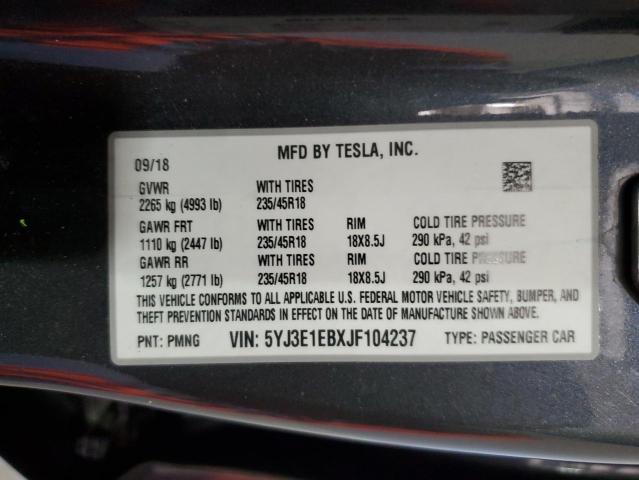 MFD BY TESLA, INC.
09/18
GVWR WITH TIRES
2265 kg (4993 lb) 235/45R18
GAWR FRT WITH TIRES RIM COLD TIRE PRESSURE
1110 kg (2447 lb) 235/45R18 18X8.5J 290 kPa, 42 psi
GAWR RR WITH TIRES RIM COLD TIRE PRESSURE
1257 kg (2771 lb) 235/45R18 18X8.5J 290 kPa, 42 psi
THIS VEHICLE CONFORMS TO ALL APPLICABLE U.S. FEDERAL MOTOR VEHICLE SAFETY, BUMPER, AND
THEFT PREVENTION STANDARDS IN EFFECT ON THE DATE OF MANUFACTURE SHOWN ABOVE.
PNT: PMNG VIN: 5YJ3E1EBXJF104237 TYPE: PASSENGER CAR